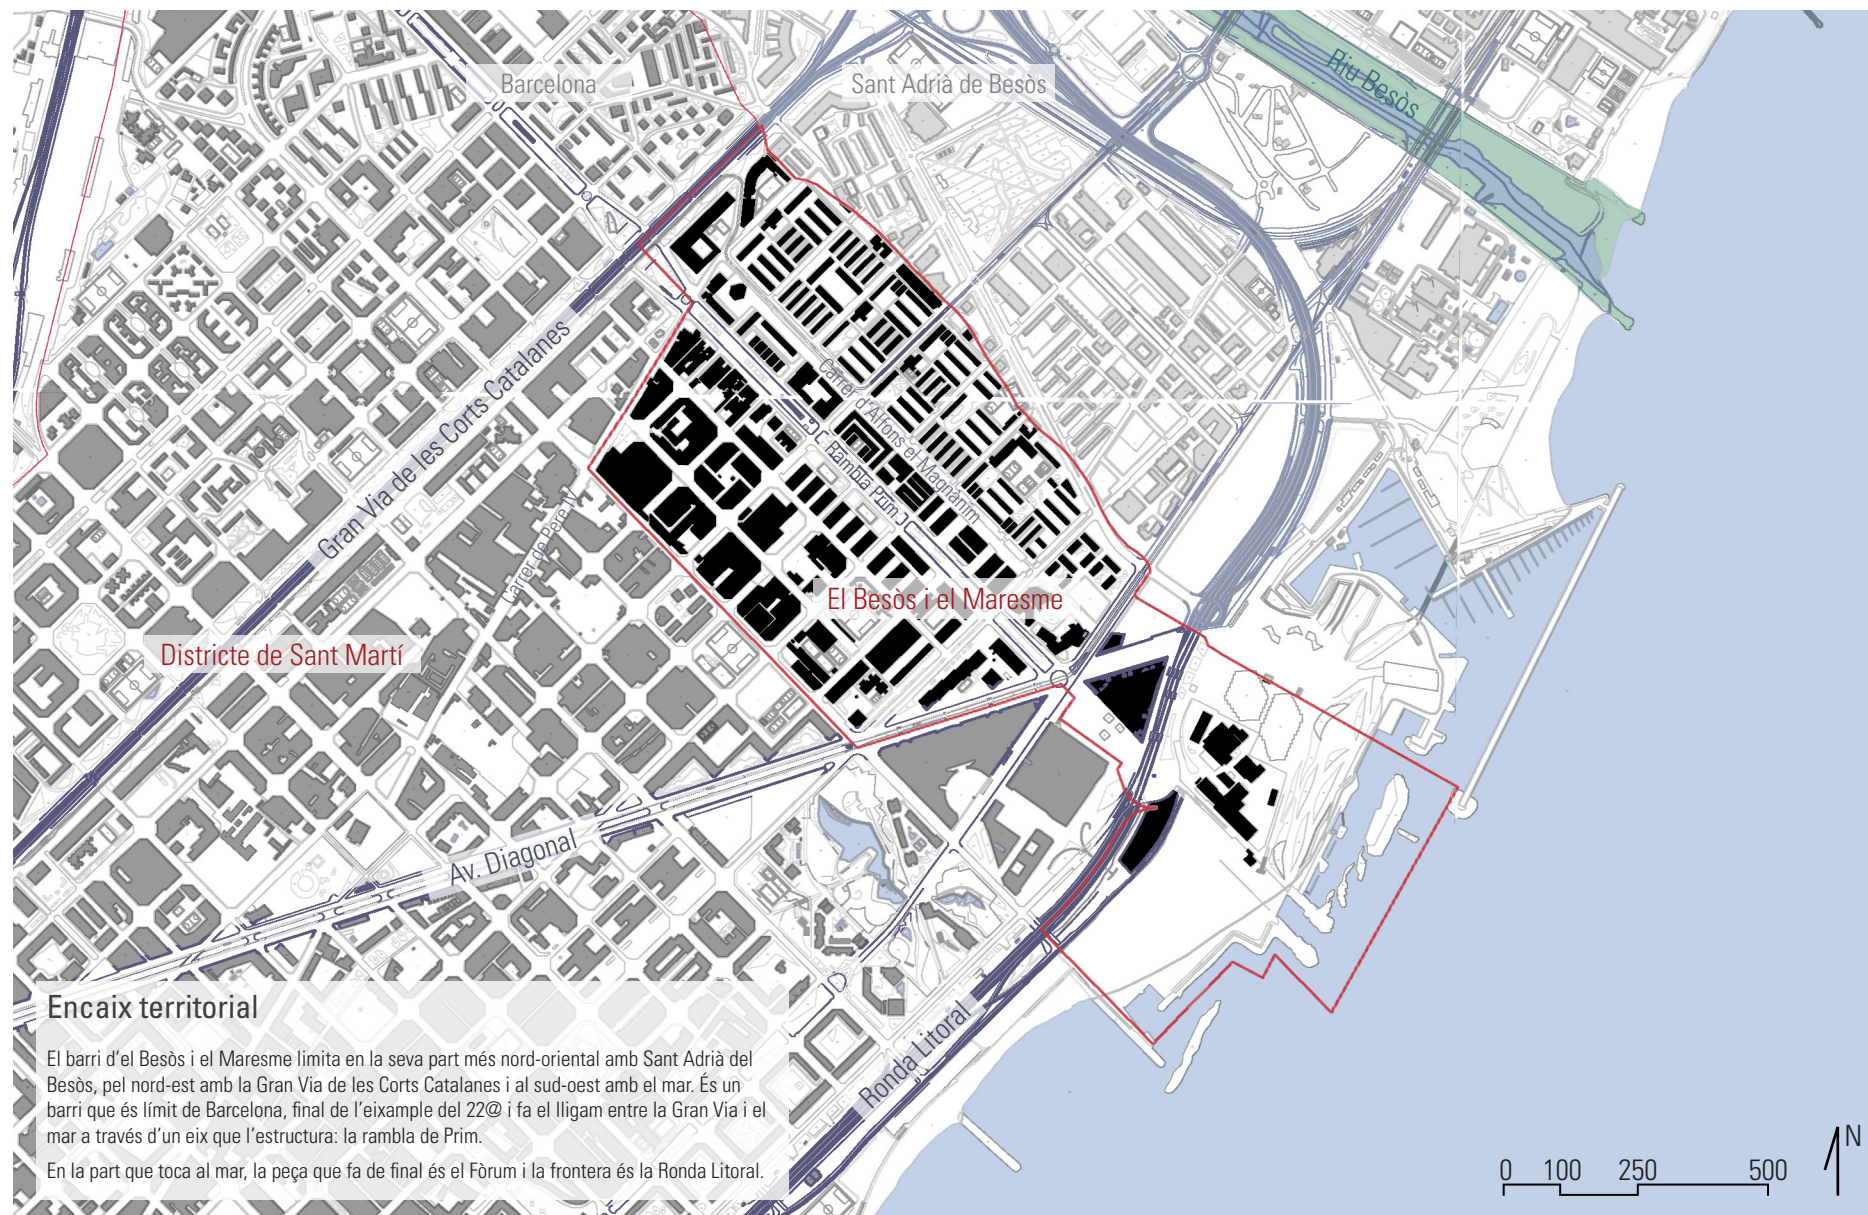 Barcelona
Sant Adrià de Besòs
Riu Besòs
Gran Via de les Corts Catalanes
Carrer d'Alfons el Magnànim
Rambla Prim
Carrer de Pere IV
El Besòs i el Maresme
Districte de Sant Martí
Av. Diagonal
Ronda Litoral
Encaix territorial
El barri d'el Besòs i el Maresme limita en la seva part més nord-oriental amb Sant Adrià del
Besòs, pel nord-est amb la Gran Via de les Corts Catalanes i al sud-oest amb el mar. És un
barri que és límit de Barcelona, final de l'eixample del 22@ i fa el lligam entre la Gran Via i el
mar a través d'un eix que l'estructura: la rambla de Prim.
En la part que toca al mar, la peça que fa de final és el Fòrum i la frontera és la Ronda Litoral.
0 100 250 500
N